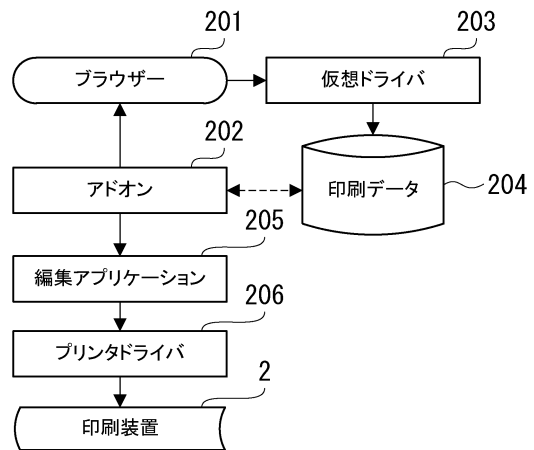 201
203
ブラウザー
仮想ドライバ
202
アドオン
印刷データ
204
205
編集アプリケーション
206
プリンタドライバ
2
印刷装置